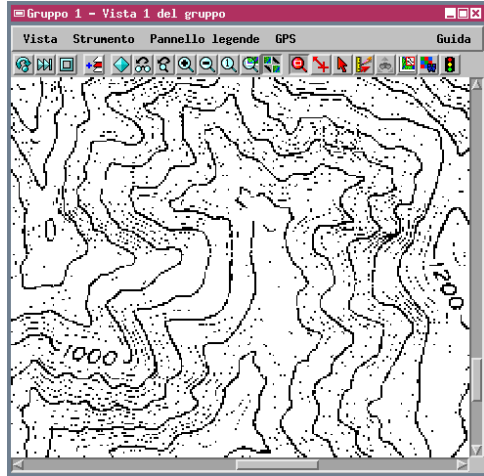 Gruppo 1 - Vista 1 del gruppo
Vista Strumento Pannello legende GPS Guida
1200
1000